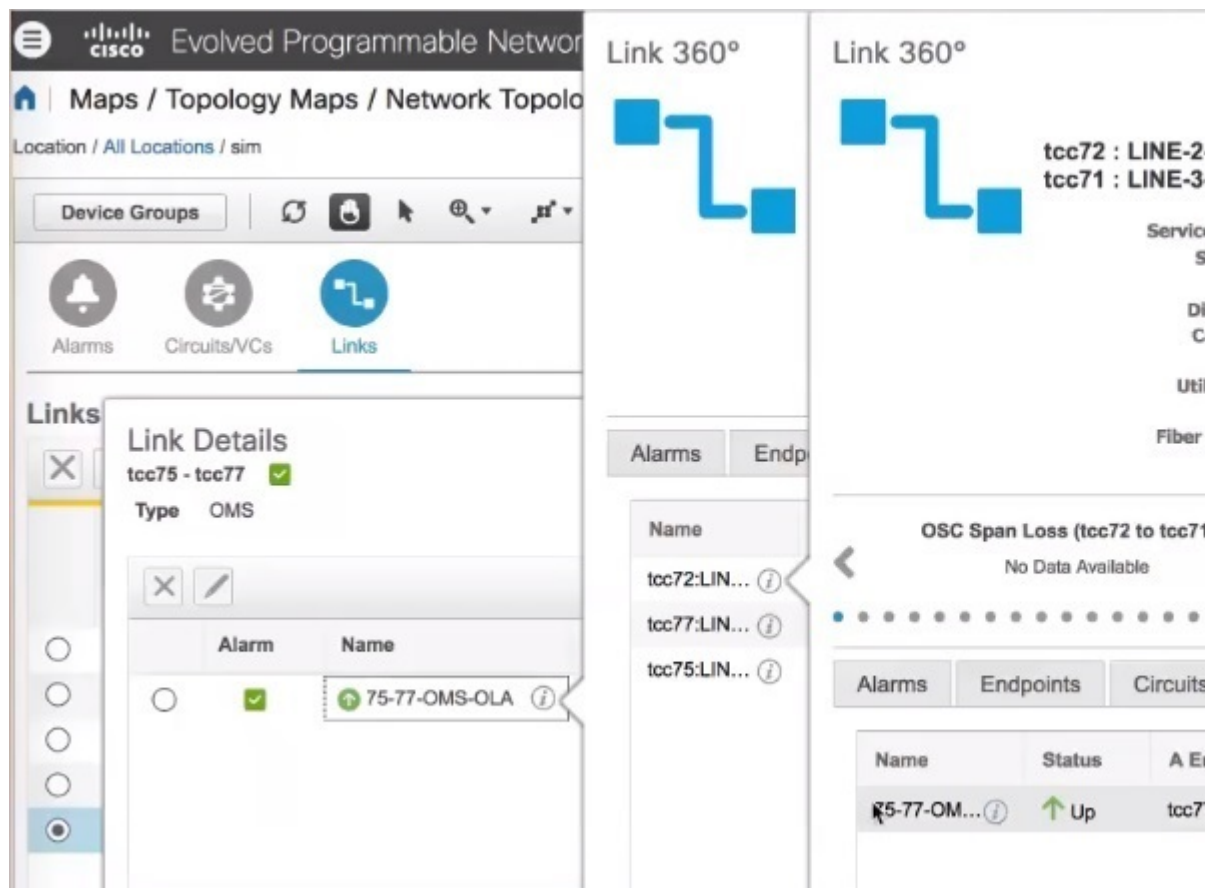 cisco Evolved Programmable Networ
Maps / Topology Maps / Network Topolo
Location / All Locations / sim
Device Groups
Alarms
Circuits/VCs
Links
Links
Link Details
tcc75 - tcc77
Type OMS
Alarm Name
75-77-OMS-OLA
Link 360°
Alarms Endp
Name
tcc72:LIN...
tcc77:LIN...
tcc75:LIN...
Link 360°
tcc72 : LINE-2
tcc71 : LINE-3
Servic
S
Di
C
Util
Fiber
OSC Span Loss (tcc72 to tcc71
No Data Available
Alarms Endpoints Circuits
Name Status A E
75-77-OM... Up tcc7